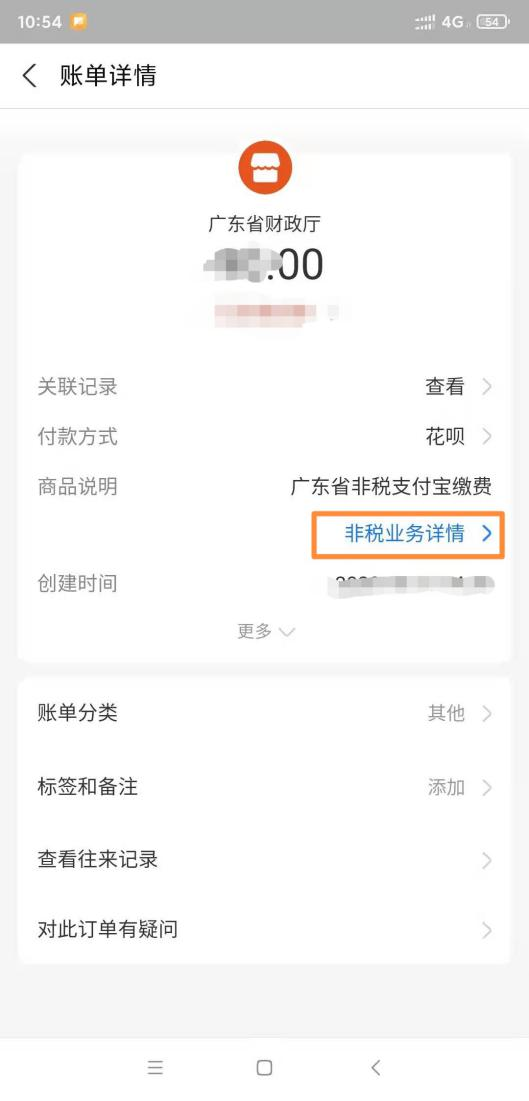 10:54
4G
54
账单详情
广东省财政厅
.00
关联记录 查看
付款方式 花呗
商品说明 广东省非税支付宝缴费
非税业务详情
创建时间
更多
账单分类 其他
标签和备注 添加
查看往来记录
对此订单有疑问